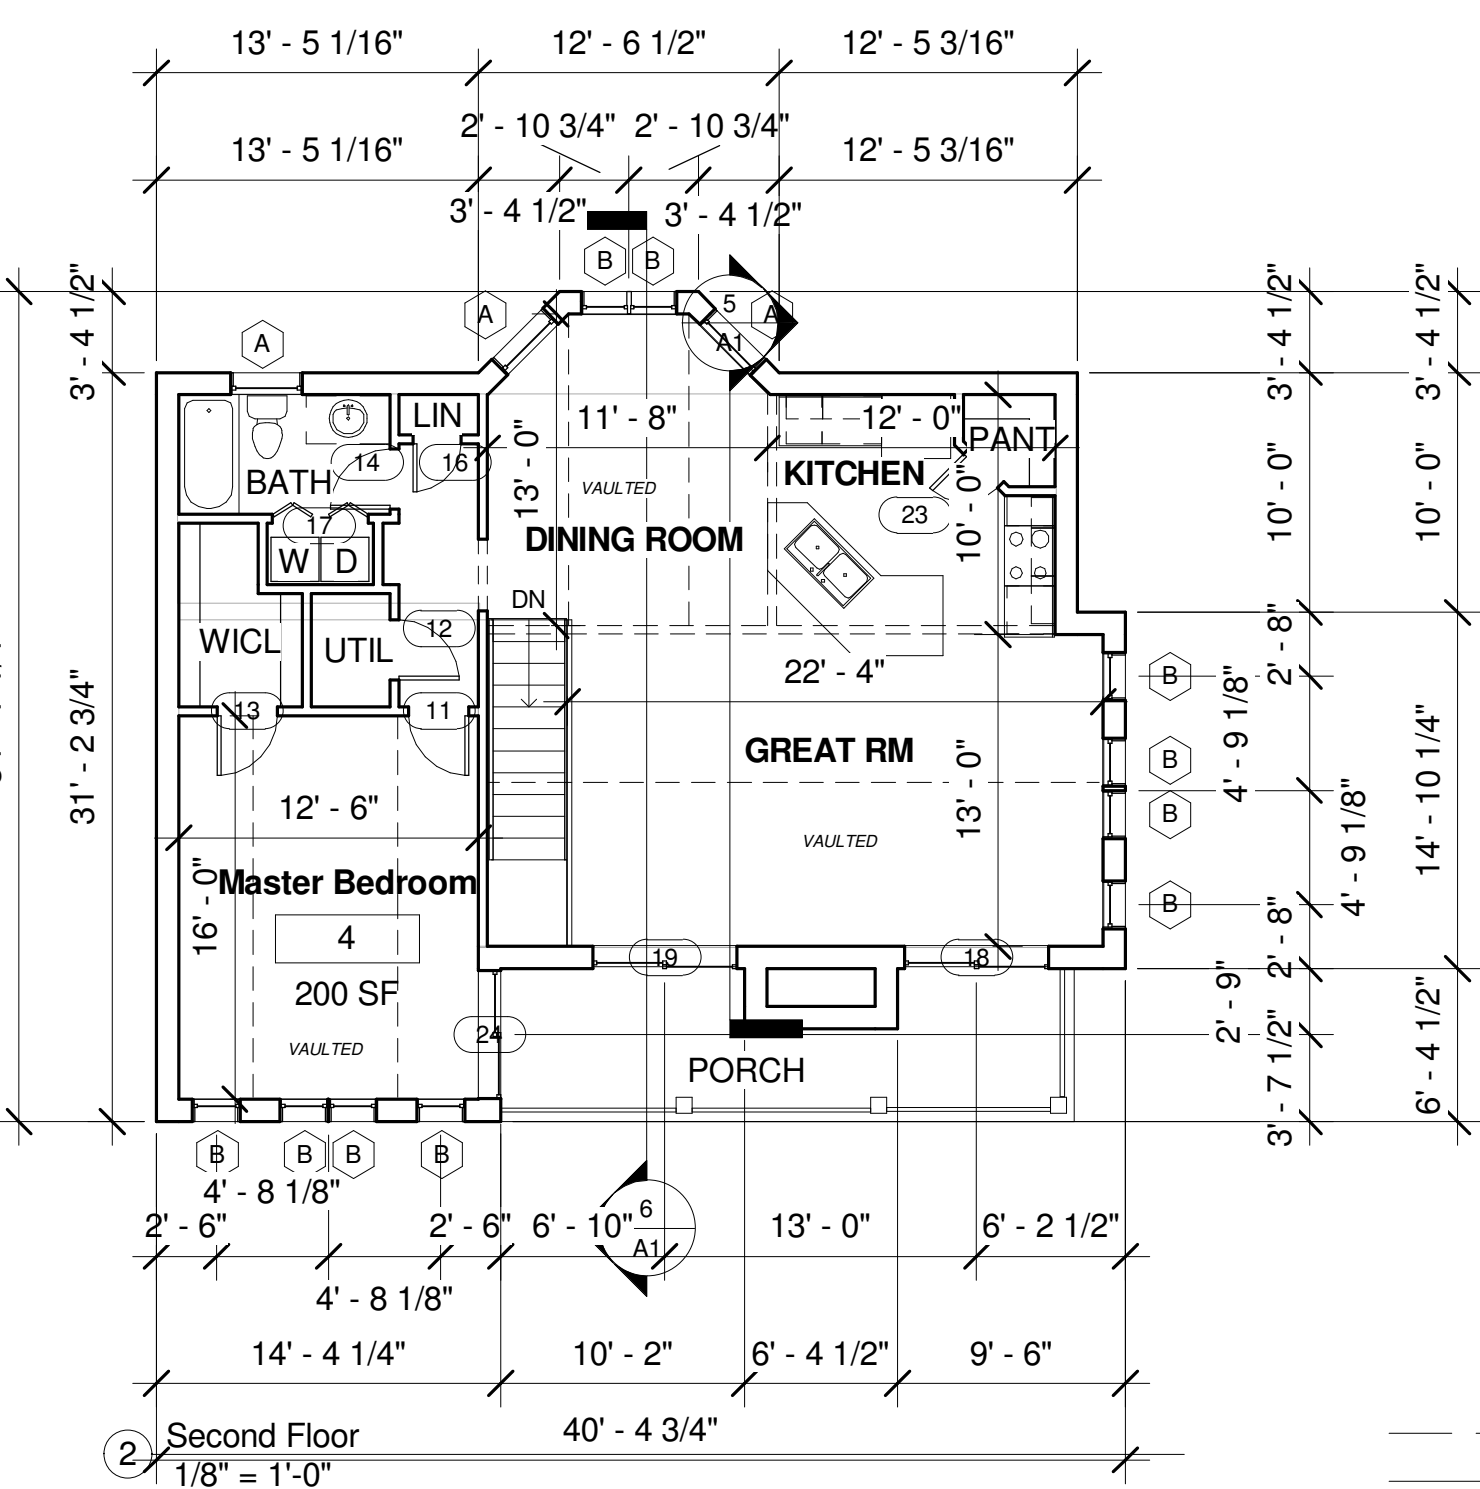 13' - 5 1/16" 12' - 6 1/2" 12' - 5 3/16"
2' - 10 3/4" 2' - 10 3/4"
13' - 5 1/16" 12' - 5 3/16"
3' - 4 1/2" 3' - 4 1/2"
B B
A 5 A
A1
A
3' - 4 1/2"
3' - 4 1/2"
3' - 4 1/2"
LIN
11' - 8"
12' - 0"
PANT
14
16
13' - 0"
BATH
VAULTED
KITCHEN
10' - 0"
10' - 0"
10' - 0"
17
23
DINING ROOM
W D
DN
12
WICL
UTIL
22' - 4"
2' - 8"
B
13
11
31' - 2 3/4"
GREAT RM
13' - 0"
B
4' - 9 1/8"
14' - 10 1/4"
12' - 6"
B
VAULTED
4' - 9 1/8"
16' - 0"
Master Bedroom
B
4
200 SF
19
18
2' - 8"
2' - 9"
24
VAULTED
PORCH
3' - 7 1/2"
6' - 4 1/2"
B B B B
4' - 8 1/8"
2' - 6" 2' - 6" 6' - 10" 6 13' - 0" 6' - 2 1/2"
A1
4' - 8 1/8"
14' - 4 1/4" 10' - 2" 6' - 4 1/2" 9' - 6"
2 Second Floor 40' - 4 3/4"
1/8" = 1'-0"